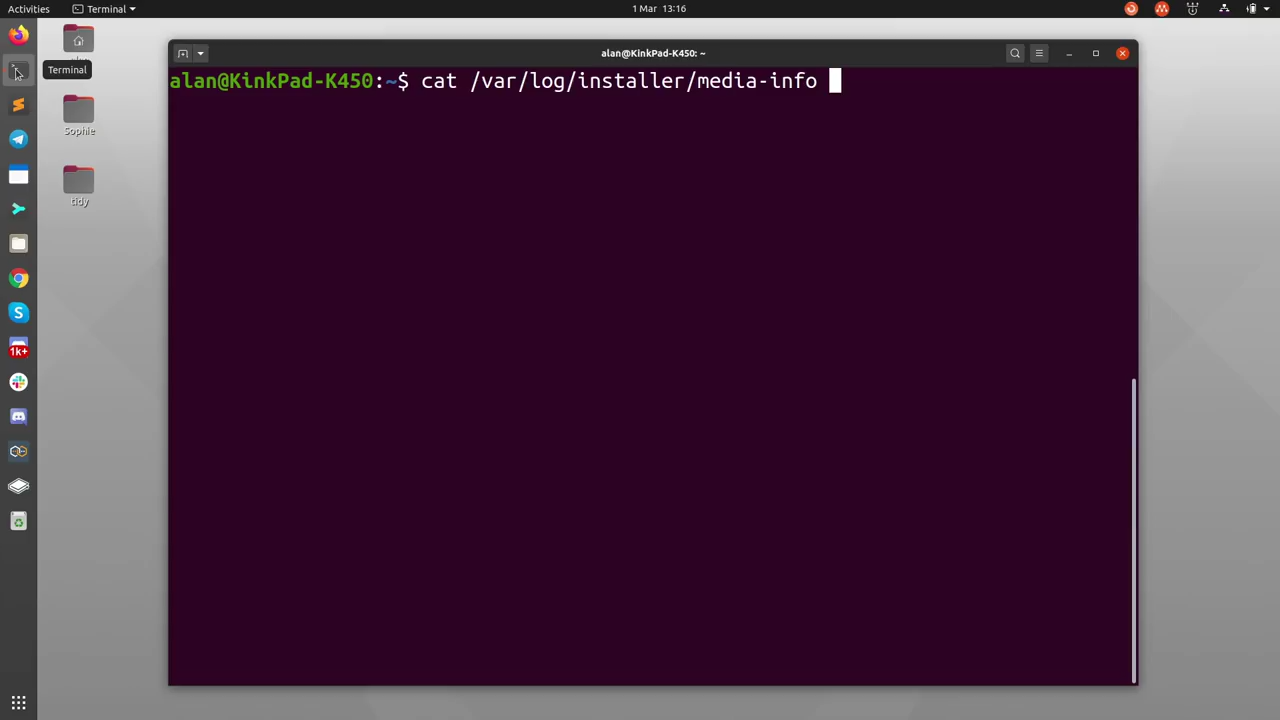 Activities
Terminal
1 Mar 13:16
Terminal
alan@KinkPad-K450: ~
alan@KinkPad-K450:~$ cat /var/log/installer/media-info
Sophie
tidy
1k+
S